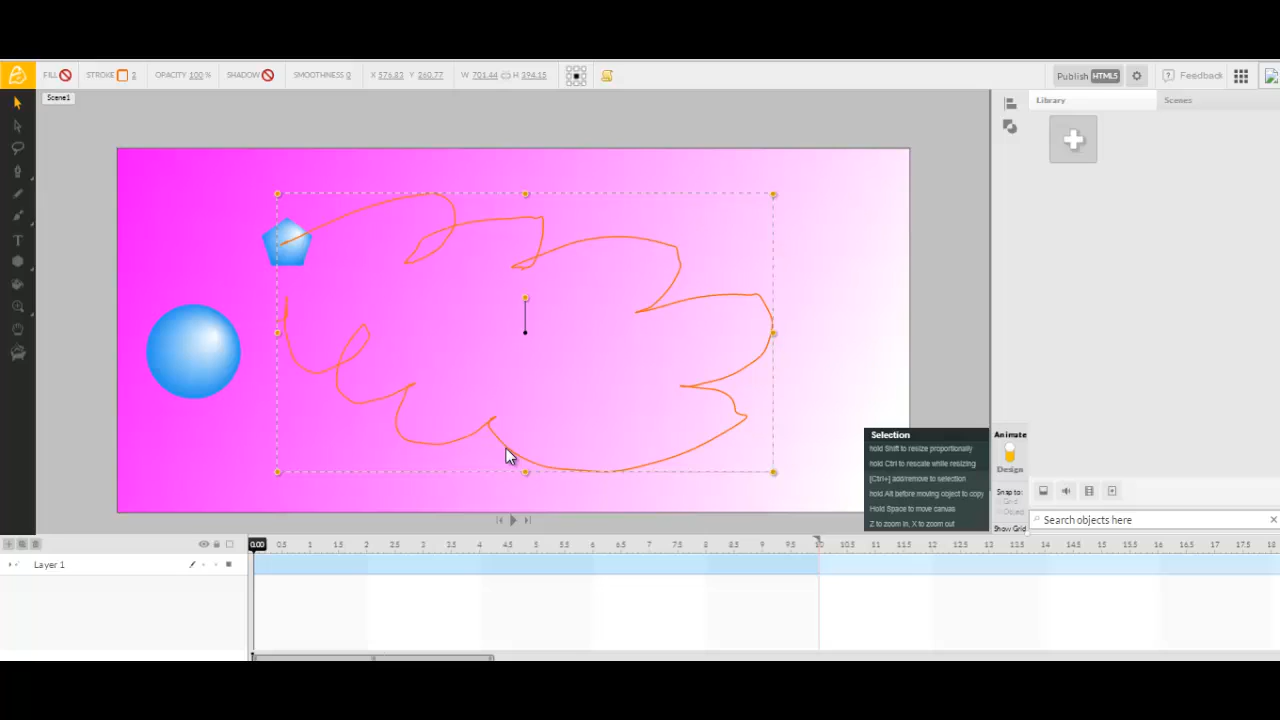 FILL STROKE 2 OPACITY 100 % SHADOW SMOOTHNESS 0 X 576.83 Y 260.77 W 701.44 H 394.15 Publish HTML5 Feedback
Scene1
Library Scenes
Selection
hold Shift to resize proportionally
hold Ctrl to rescale while resizing
[Ctrl+] add/remove to selection
hold Alt before moving object to copy
Hold Space to move canvas
Z to zoom in, X to zoom out
Animate
Design
Snap to:
Grid
Show Grid
Search objects here
0.00 0.5 1 1.5 2 2.5 3 3.5 4 4.5 5 5.5 6 6.5 7 7.5 8 8.5 9 9.5 10 10.5 11 11.5 12 12.5 13 13.5 14 14.5 15 15.5 16 16.5 17 17.5 18
Layer 1